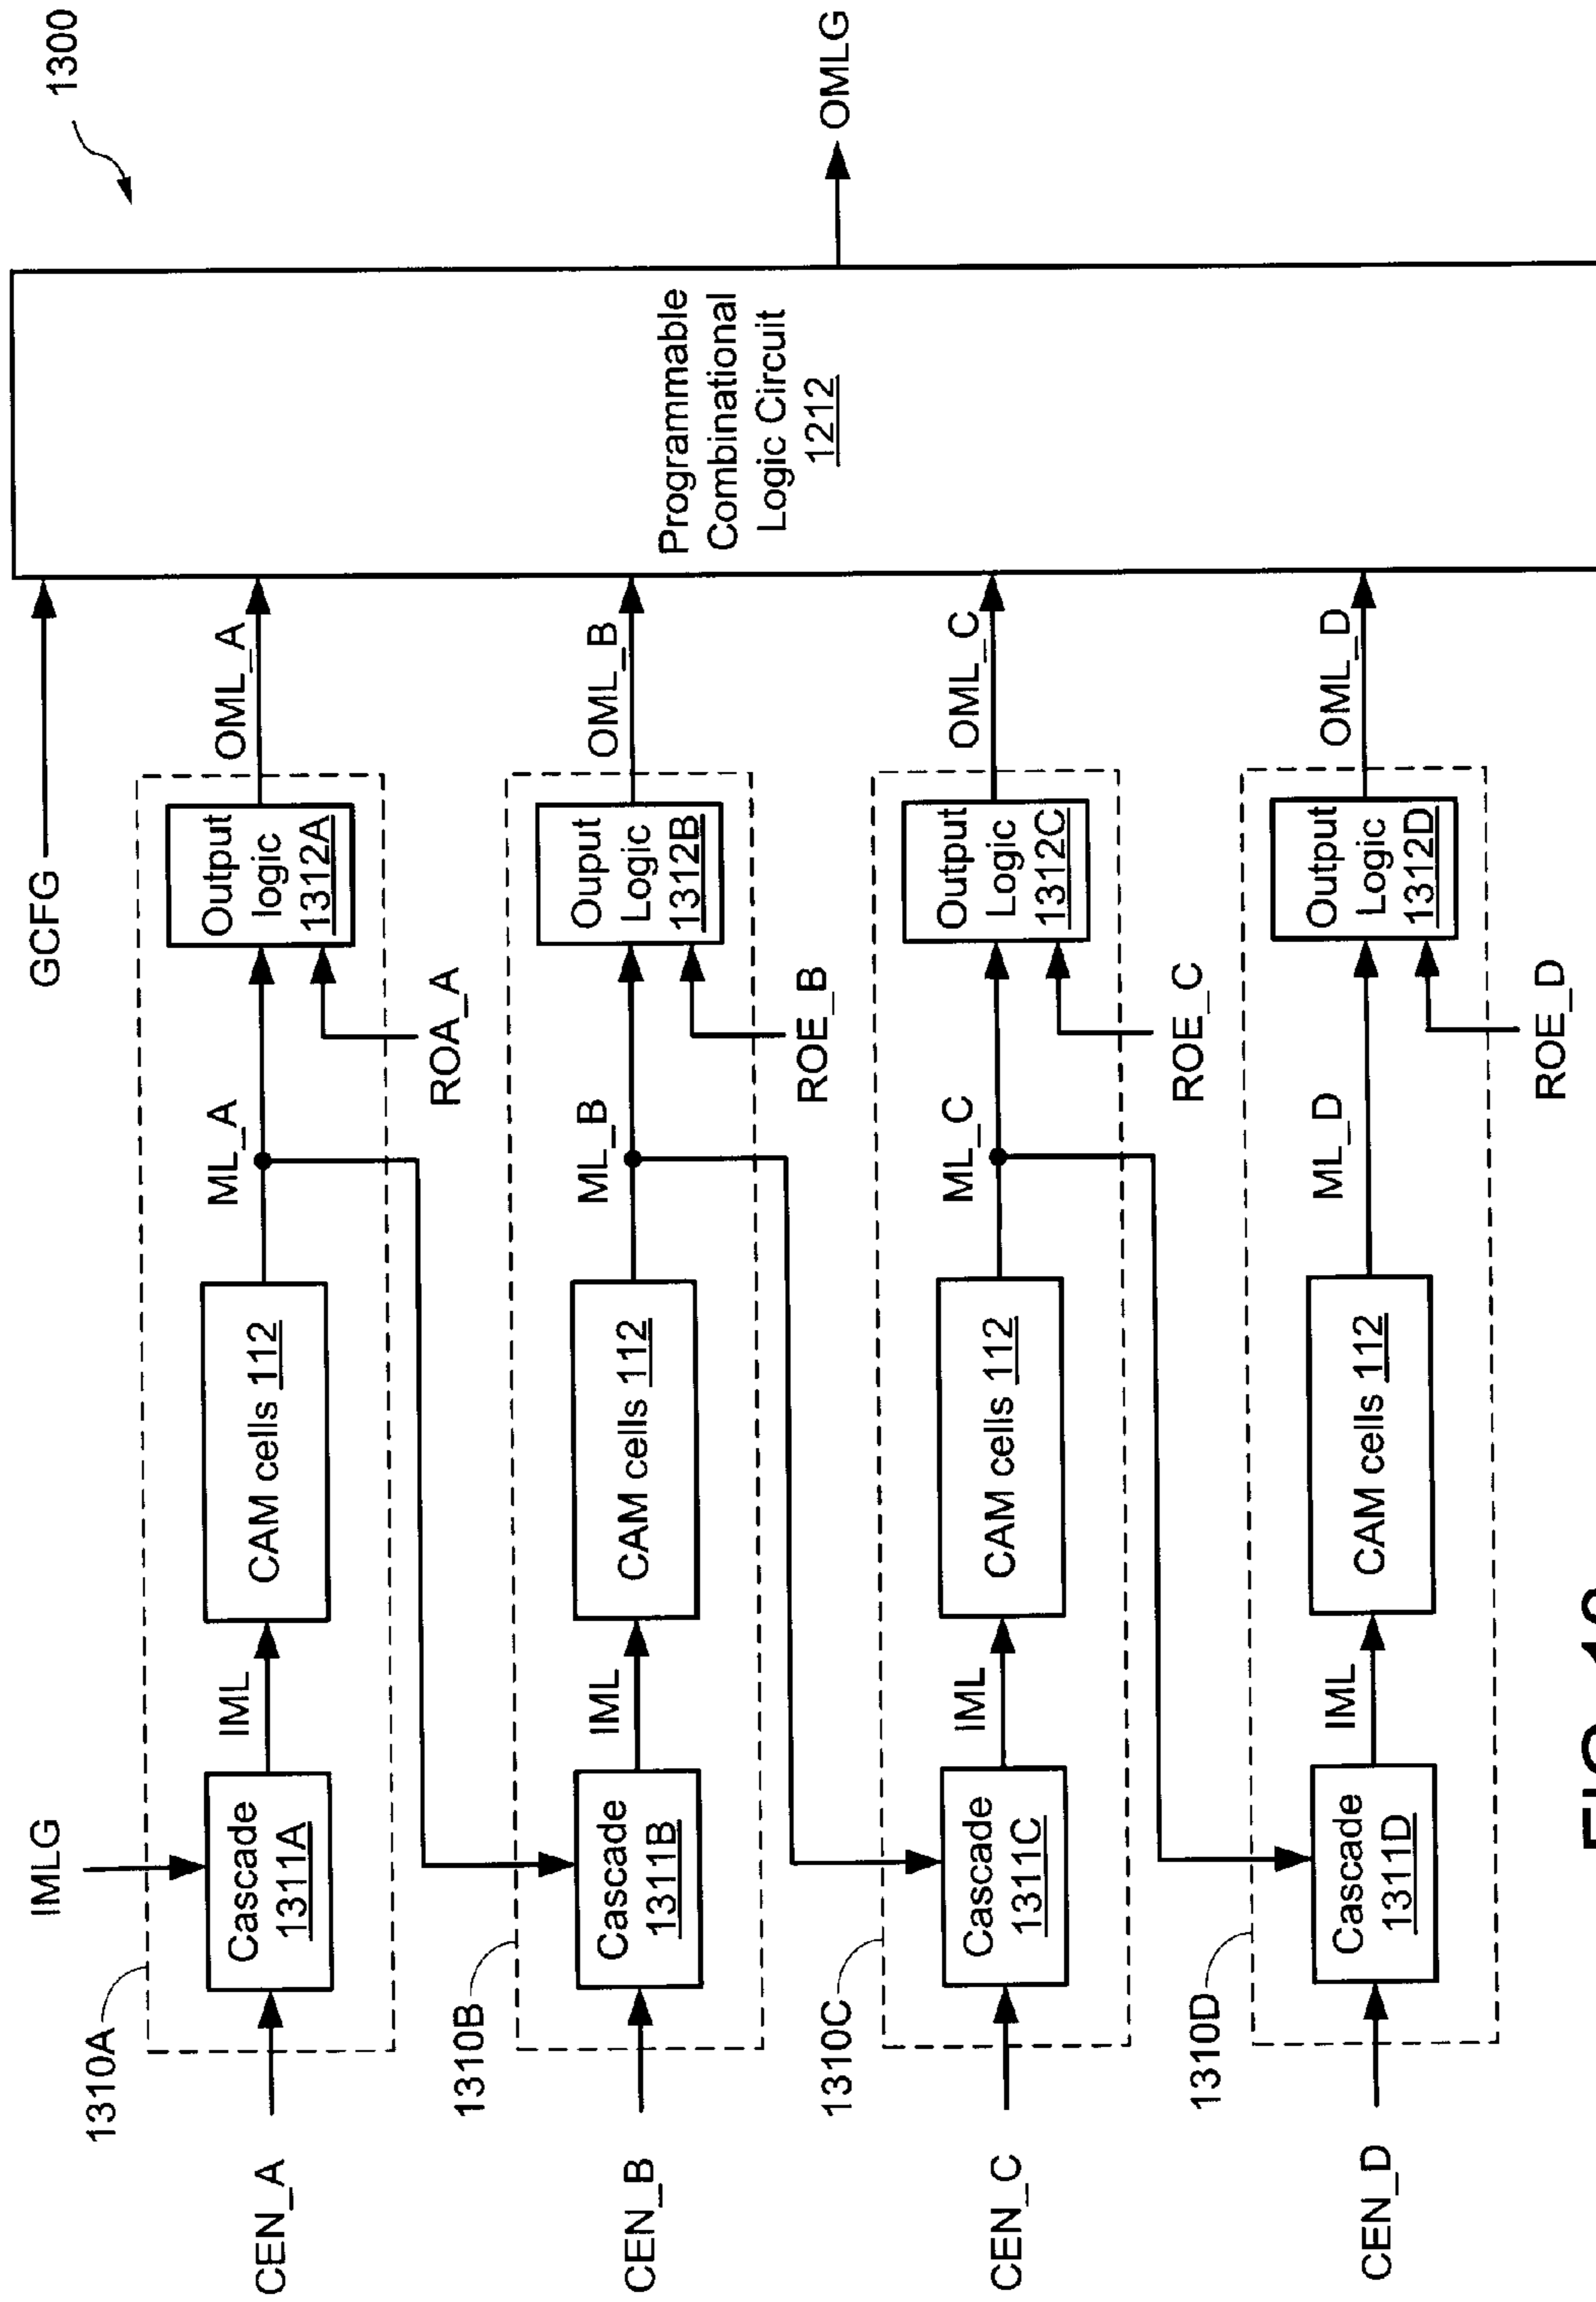 1300
GCFG
IMLG
1310A
CEN_A
Cascade
1311A
IML
CAM cells 112
ML_A
ROA_A
Output
logic
1312A
OML_A
1310B
CEN_B
Cascade
1311B
IML
CAM cells 112
ML_B
ROE_B
Ouput
Logic
1312B
OML_B
1310C
CEN_C
Cascade
1311C
IML
CAM cells 112
ML_C
ROE_C
Output
Logic
1312C
OML_C
1310D
CEN_D
Cascade
1311D
IML
CAM cells 112
ML_D
ROE_D
Output
Logic
1312D
OML_D
Programmable
Combinational
Logic Circuit
1212
OMLG